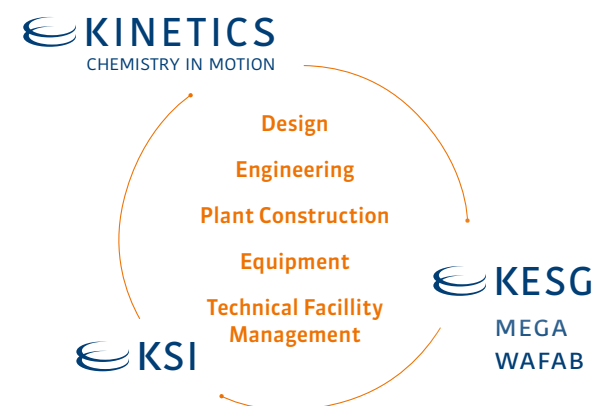 KINETICS
CHEMISTRY IN MOTION
Design
Engineering
Plant Construction
Equipment
Technical Facillity
Management
KESG
MEGA
WAFAB
KSI